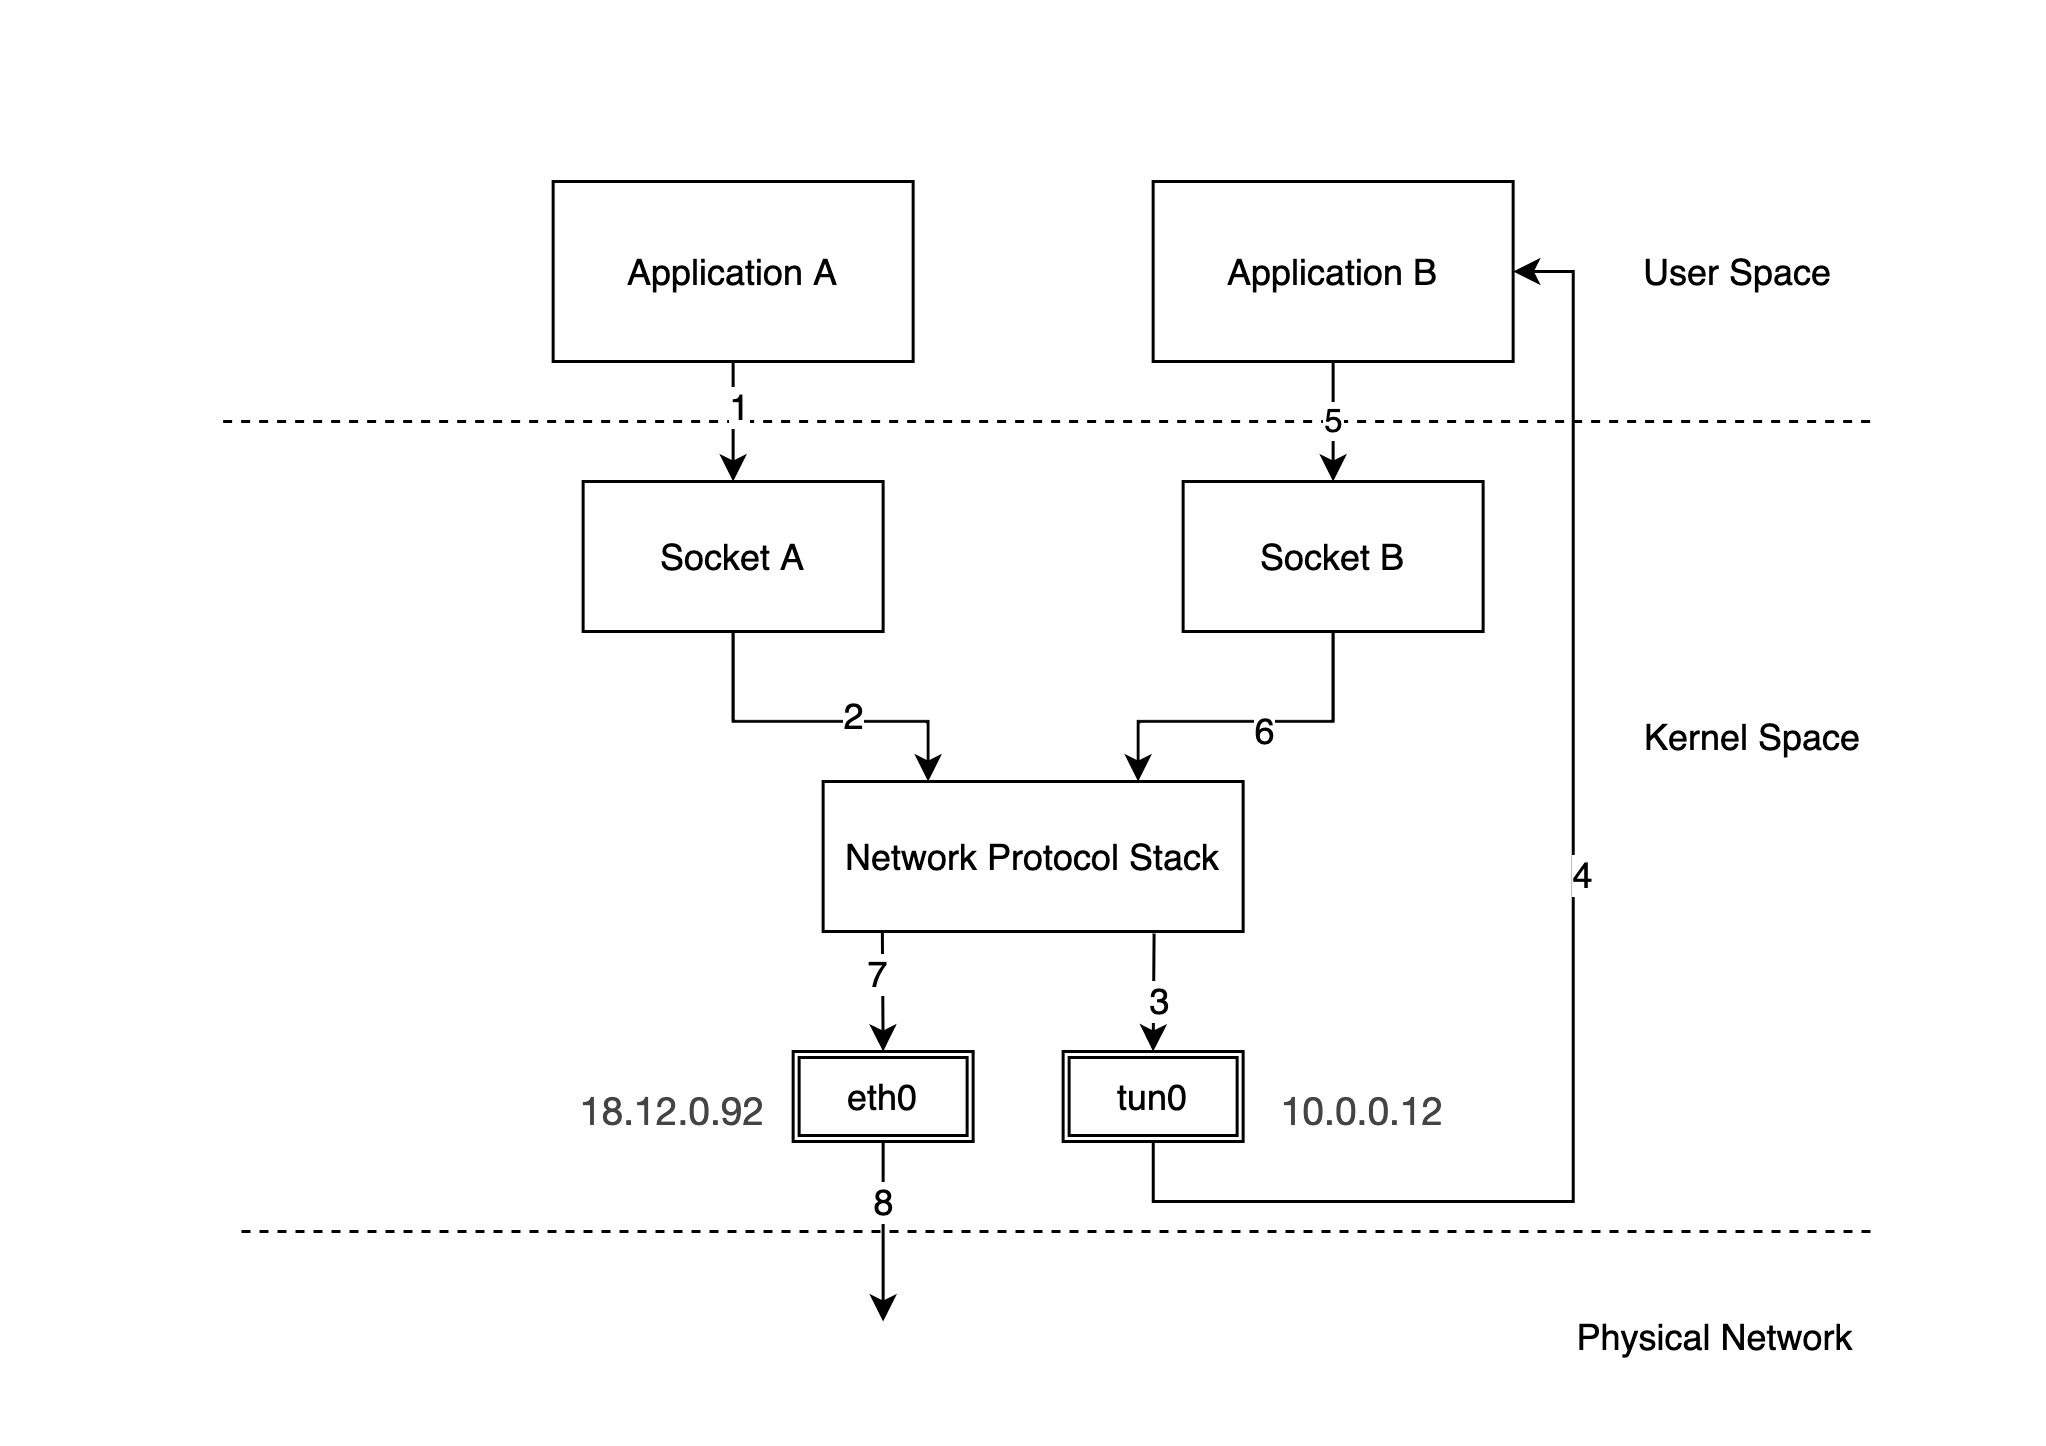 Application A
Application B
User Space
1
5
Socket A
Socket B
2
6
Kernel Space
Network Protocol Stack
4
7
3
eth0
tun0
18.12.0.92
10.0.0.12
8
Physical Network